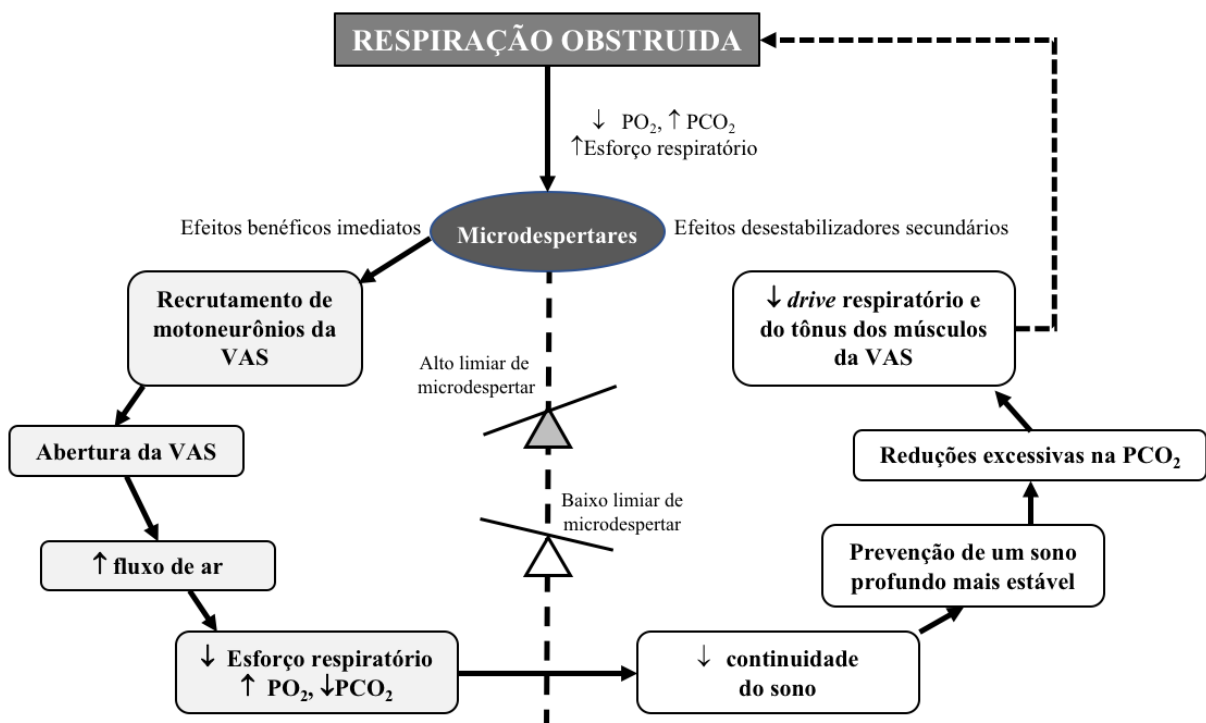 RESPIRAÇÃO OBSTRUIDA
↓ PO₂, ↑ PCO₂
↑Esforço respiratório
Efeitos benéficos imediatos
Microdespertares
Efeitos desestabilizadores secundários
Recrutamento de
motoneurônios da
VAS
Abertura da VAS
↑ fluxo de ar
↓ Esforço respiratório
↑ PO₂, ↓PCO₂
Alto limiar de
microdespertar
Baixo limiar de
microdespertar
↓ continuidade
do sono
Prevenção de um sono
profundo mais estável
Reduções excessivas na PCO₂
↓ drive respiratório e
do tônus dos músculos
da VAS